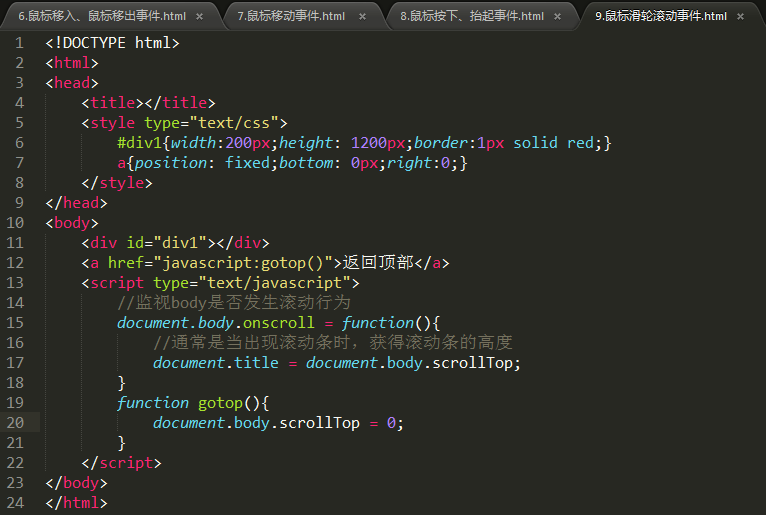 6.鼠标移入、鼠标移出事件.html × 7.鼠标移动事件.html × 8.鼠标按下、抬起事件.html × 9.鼠标滑轮滚动事件.html ×
1 <!DOCTYPE html>
2 <html>
3 <head>
4 <title></title>
5 <style type="text/css">
6 #div1{width:200px;height: 1200px;border:1px solid red;}
7 a{position: fixed;bottom: 0px;right:0;}
8 </style>
9 </head>
10 <body>
11 <div id="div1"></div>
12 <a href="javascript:gotop()">返回顶部</a>
13 <script type="text/javascript">
14 //监视body是否发生滚动行为
15 document.body.onscroll = function(){
16 //通常是当出现滚动条时，获得滚动条的高度
17 document.title = document.body.scrollTop;
18 }
19 function gotop(){
20 document.body.scrollTop = 0;
21 }
22 </script>
23 </body>
24 </html>